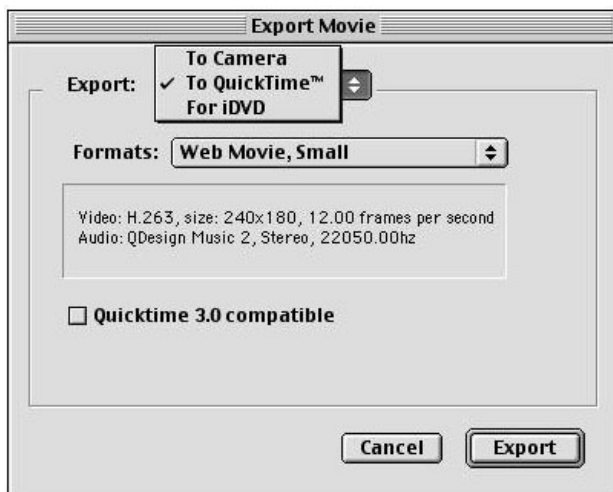 Export Movie
Export:
To Camera
✓ To QuickTime™
For iDVD
Formats: Web Movie, Small
Video: H.263, size: 240x180, 12.00 frames per second
Audio: QDesign Music 2, Stereo, 22050.00hz
Quicktime 3.0 compatible
Cancel
Export